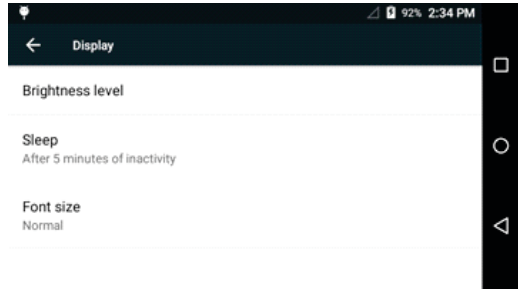 92% 2:34 PM
Display
Brightness level
Sleep
After 5 minutes of inactivity
Font size
Normal